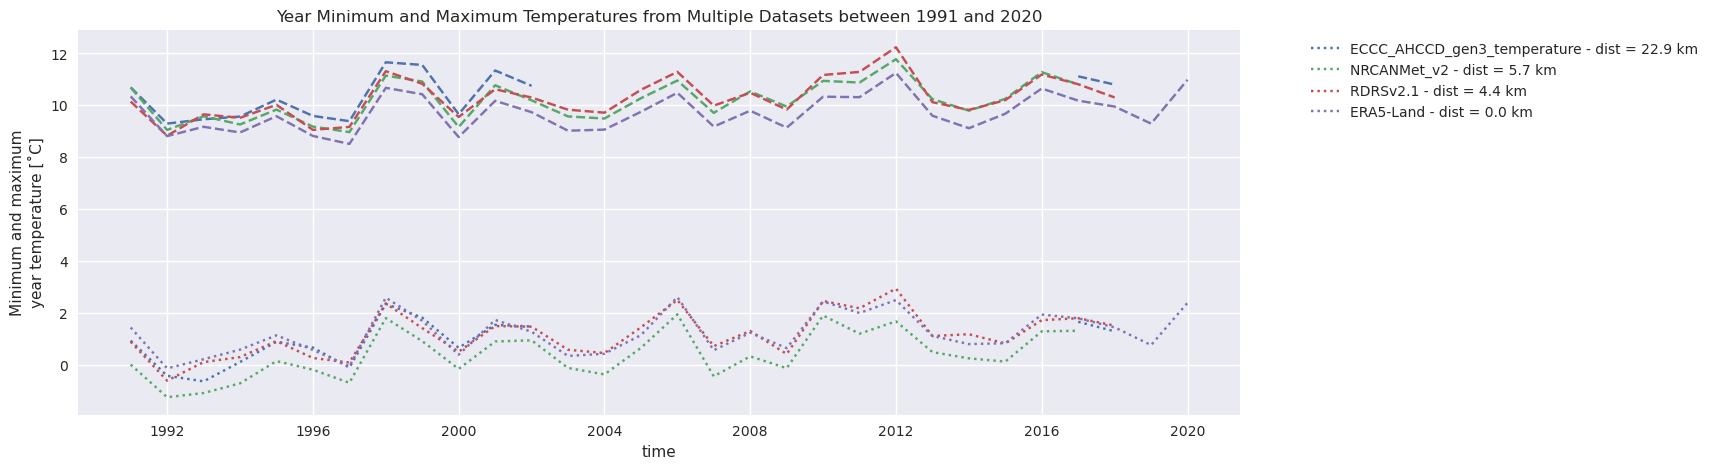 Year Minimum and Maximum Temperatures from Multiple Datasets between 1991 and 2020
Minimum and maximum
year temperature [˚C]
12
10
8
6
4
2
0
1992
1996
2000
2004
2008
2012
2016
2020
time
ECCC_AHCCD_gen3_temperature - dist = 22.9 km
NRCANMet_v2 - dist = 5.7 km
RDRSv2.1 - dist = 4.4 km
ERA5-Land - dist = 0.0 km